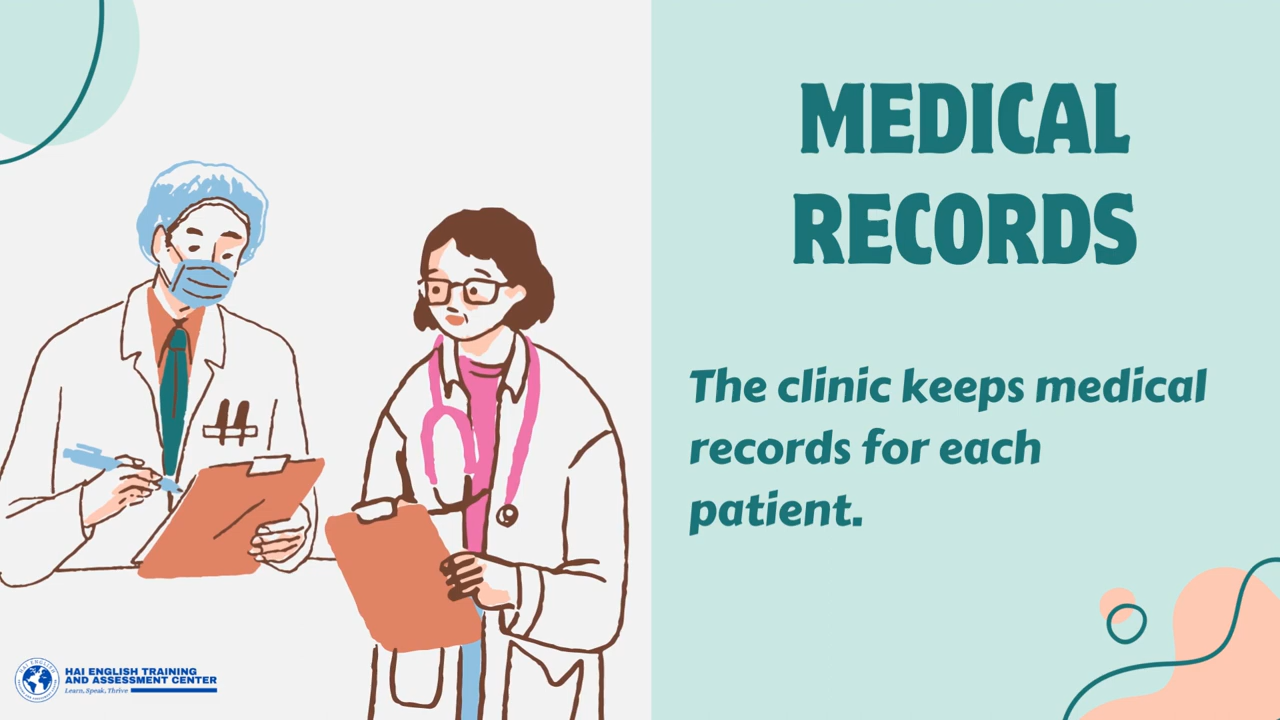 MEDICAL
RECORDS
The clinic keeps medical
records for each
patient.
HAI ENGLISH TRAINING
AND ASSESSMENT CENTER
Learn, Speak, Thrive